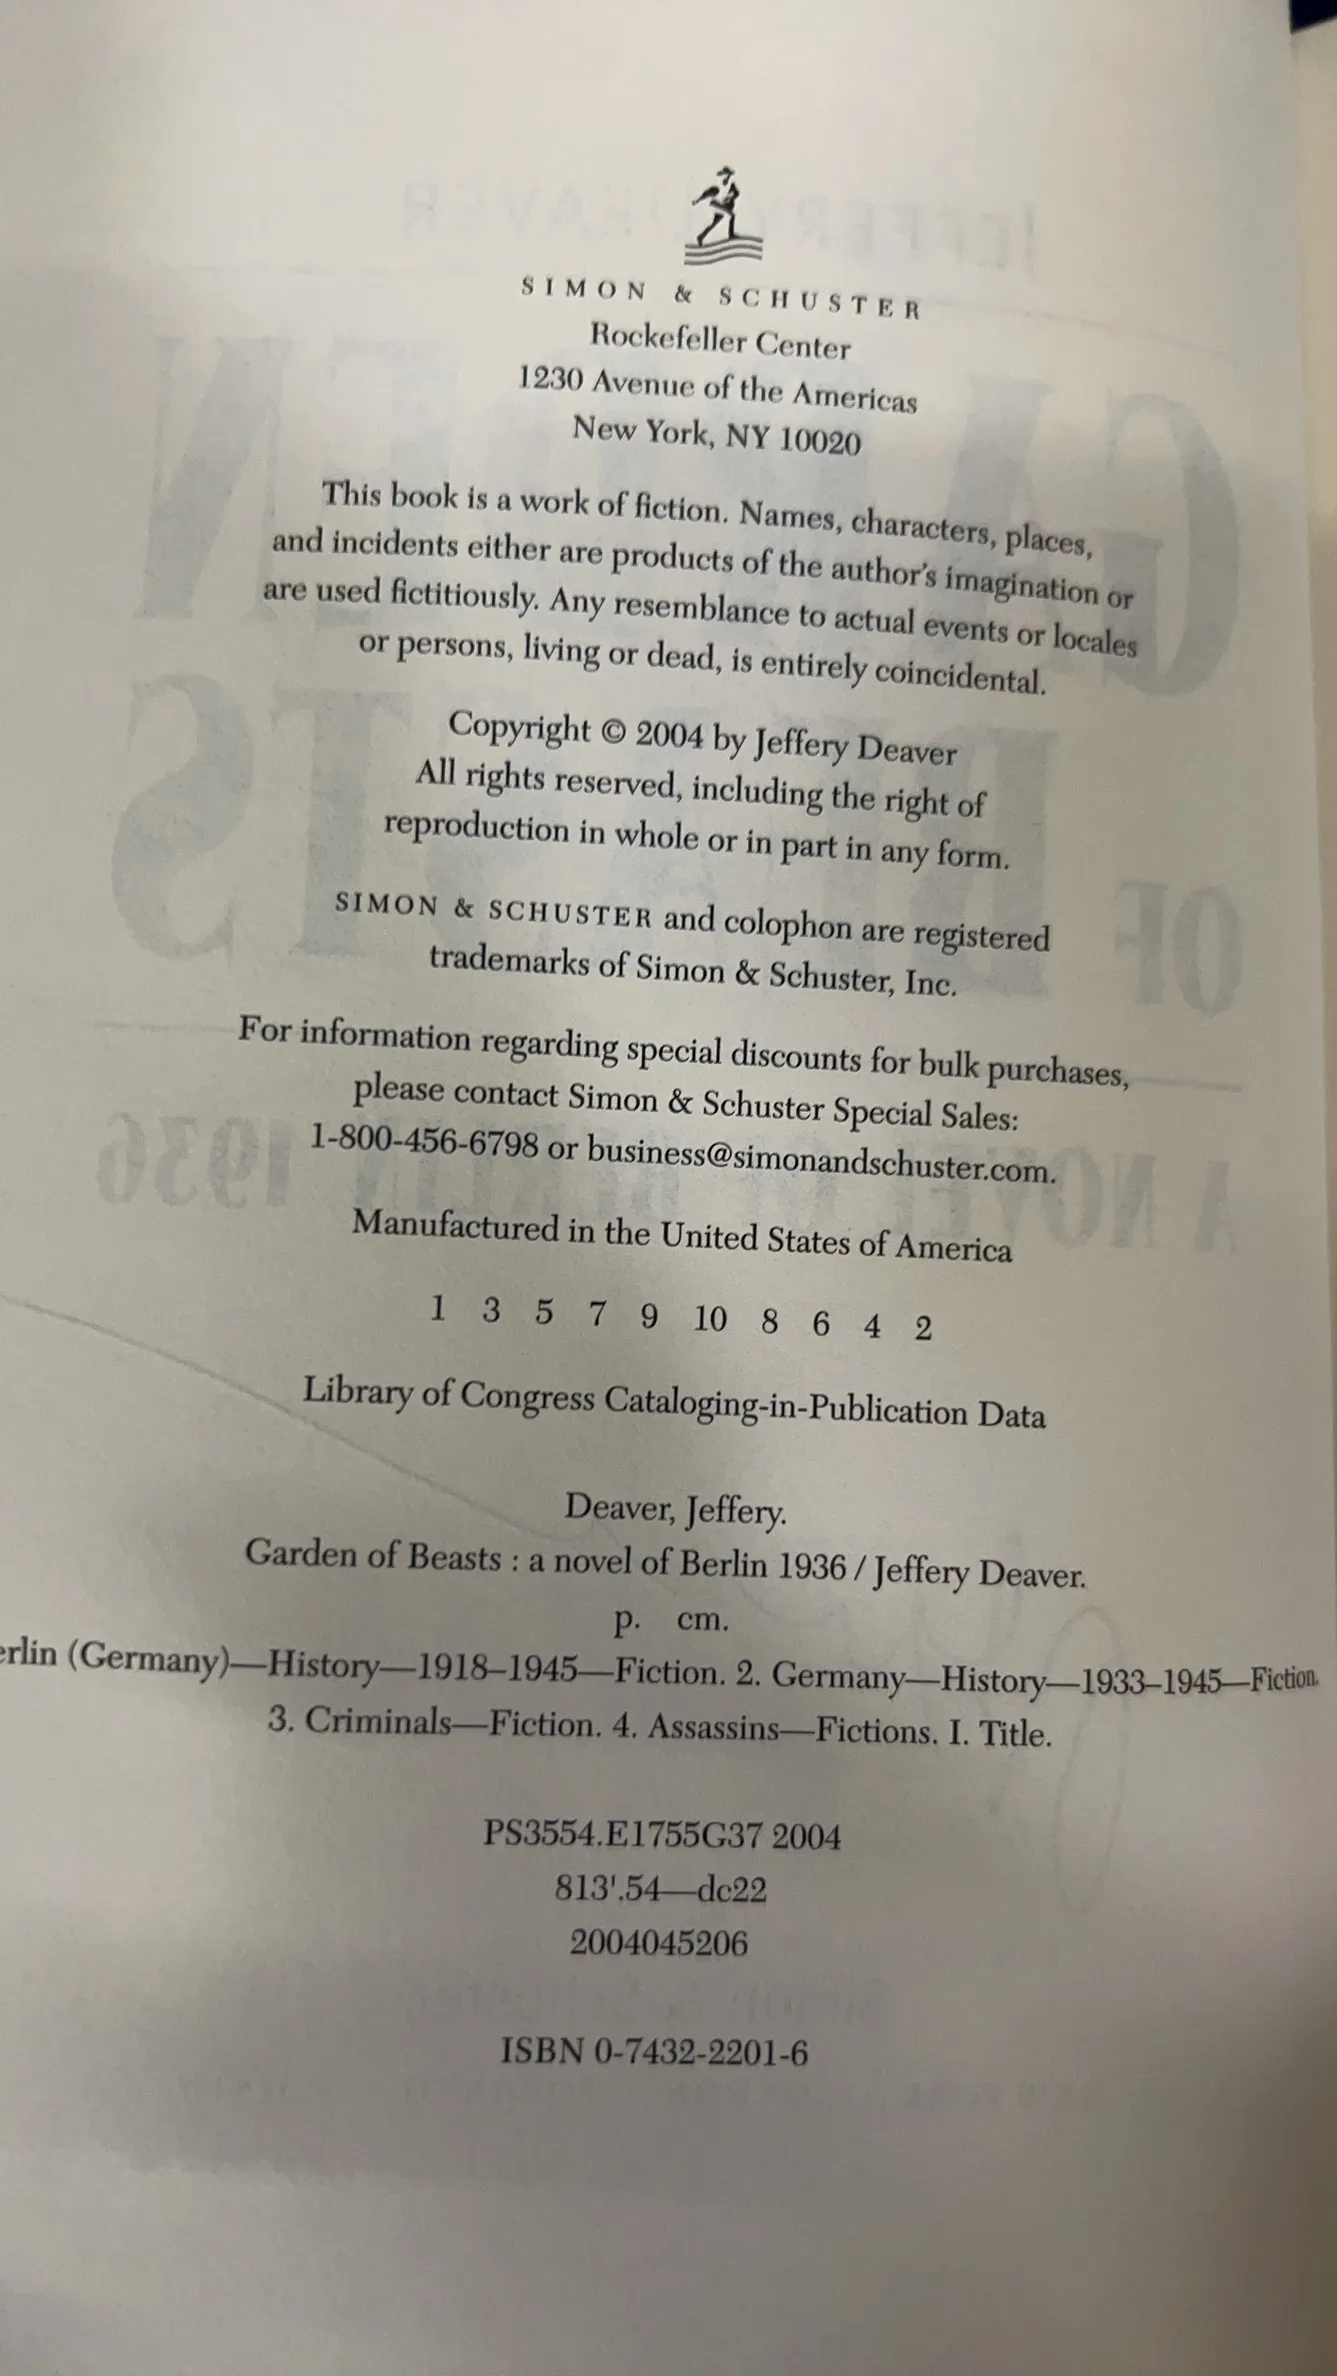 SIMON & SCHUSTER
Rockefeller Center
1230 Avenue of the Americas
New York, NY 10020
This book is a work of fiction. Names, characters, places,
and incidents either are products of the author's imagination or
are used fictitiously. Any resemblance to actual events or locales
or persons, living or dead, is entirely coincidental.
Copyright © 2004 by Jeffery Deaver
All rights reserved, including the right of
reproduction in whole or in part in any form.
SIMON & SCHUSTER and colophon are registered
trademarks of Simon & Schuster, Inc.
For information regarding special discounts for bulk purchases,
please contact Simon & Schuster Special Sales:
1-800-456-6798 or business@simonandschuster.com.
Manufactured in the United States of America
1 3 5 7 9 10 8 6 4 2
Library of Congress Cataloging-in-Publication Data
Deaver, Jeffery.
Garden of Beasts : a novel of Berlin 1936 / Jeffery Deaver.
p. cm.
erlin (Germany)—History—1918–1945—Fiction. 2. Germany—History—1933–1945—Fiction.
3. Criminals—Fiction. 4. Assassins—Fictions. I. Title.
PS3554.E1755G37 2004
813'.54—dc22
2004045206
ISBN 0-7432-2201-6